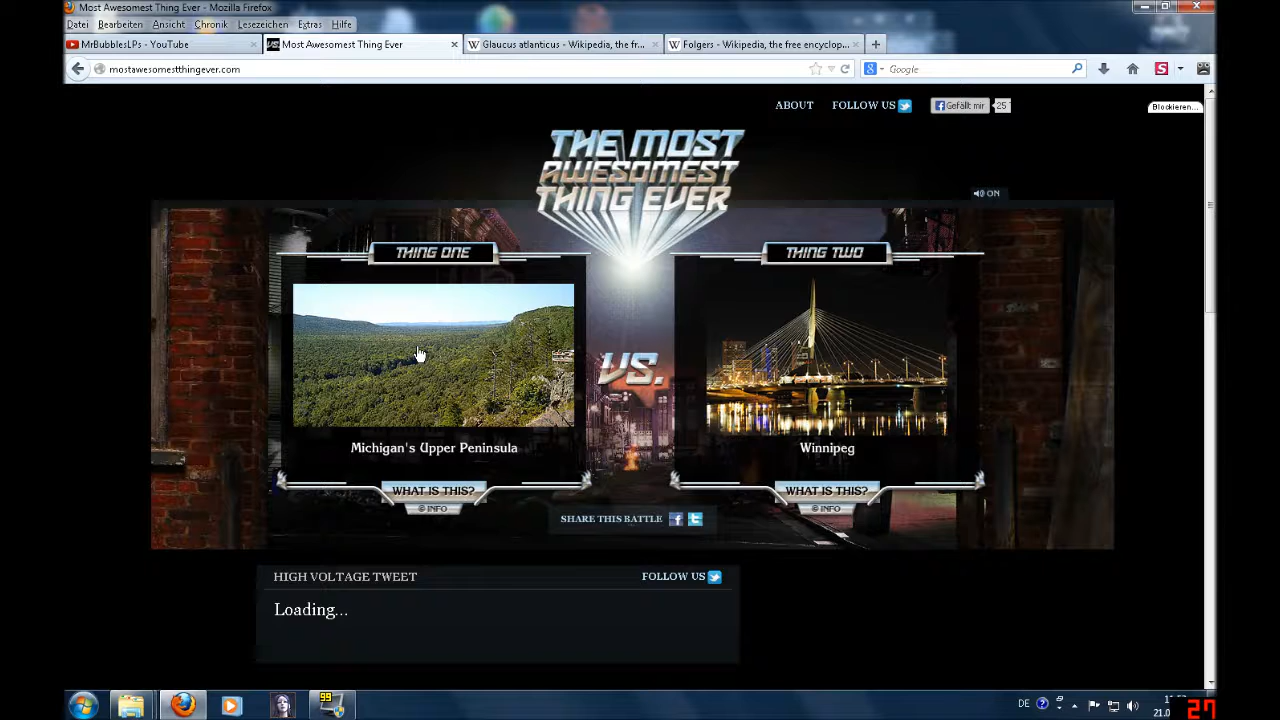 Most Awesomest Thing Ever - Mozilla Firefox
Datei Bearbeiten Ansicht Chronik Lesezeichen Extras Hilfe
MrBubblesLPs - YouTube
Most Awesomest Thing Ever
Glaucus atlanticus - Wikipedia, the fr...
Folgers - Wikipedia, the free encyclop...
mostawesomestthingever.com
Google
ABOUT
FOLLOW US
Gefällt mir
25
Blockieren...
THE MOST
AWESOMEST
THING EVER
ON
THING ONE
THING TWO
VS.
Michigan's Upper Peninsula
Winnipeg
WHAT IS THIS?
© INFO
WHAT IS THIS?
© INFO
SHARE THIS BATTLE
HIGH VOLTAGE TWEET
FOLLOW US
Loading...
99
DE
27